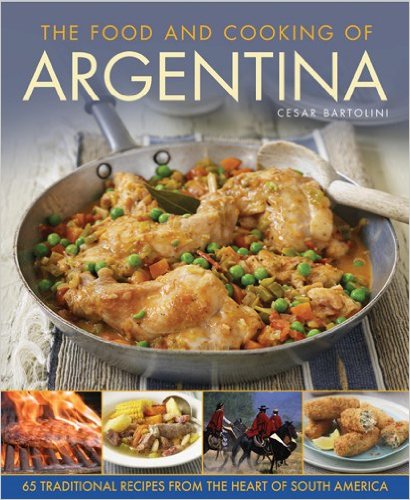 THE FOOD AND COOKING OF
ARGENTINA
CESAR BARTOLINI
65 TRADITIONAL RECIPES FROM THE HEART OF SOUTH AMERICA